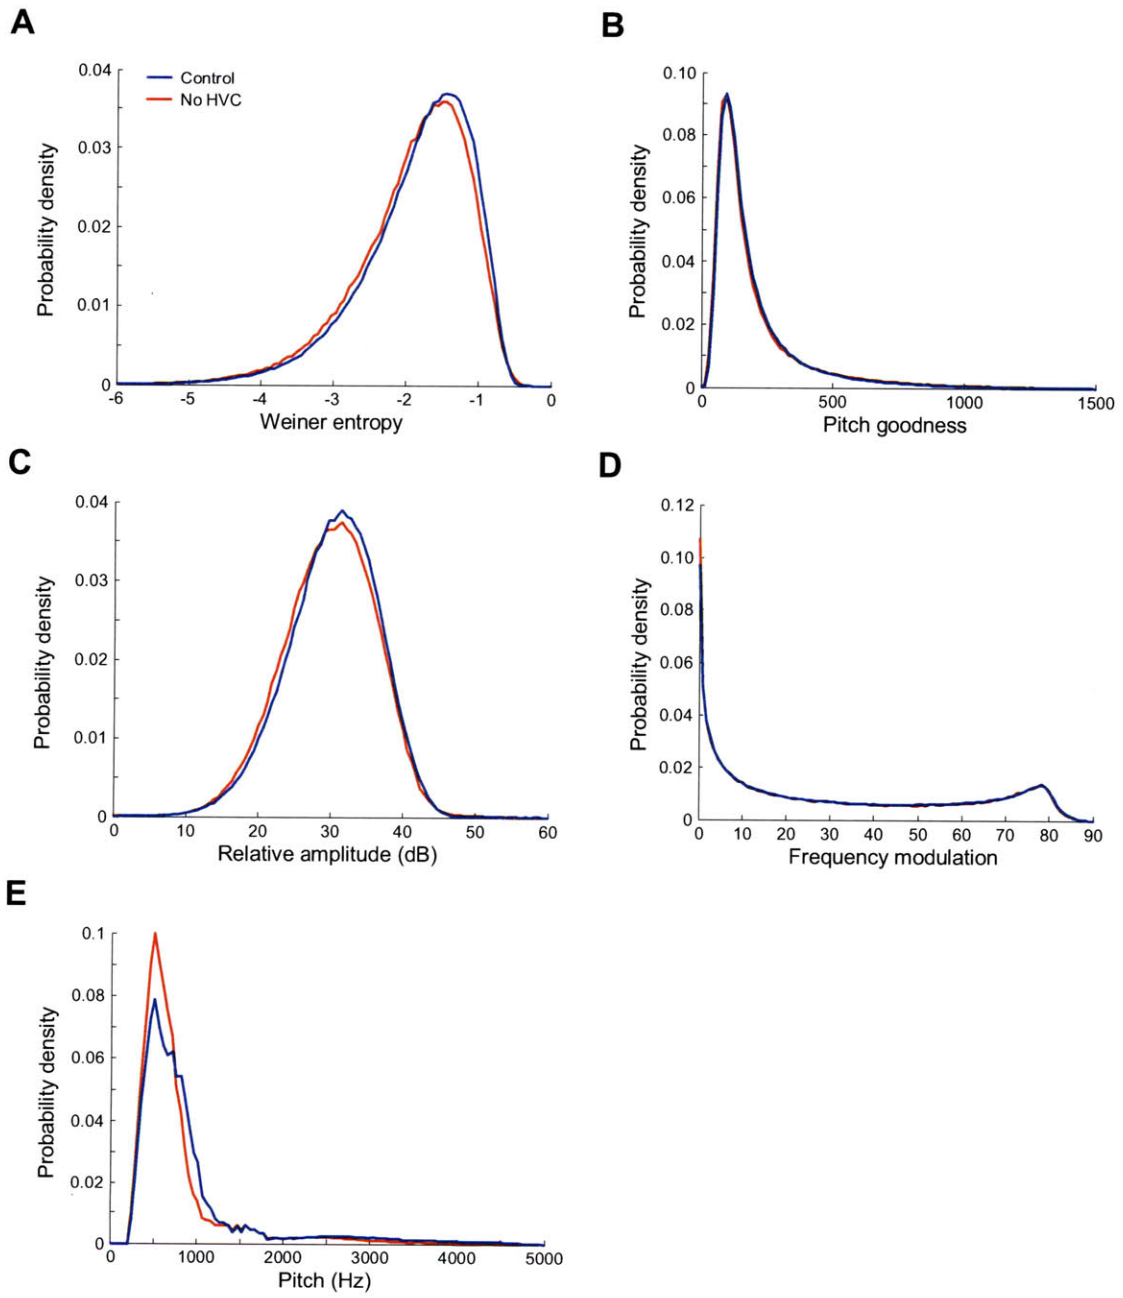 A
Probability density
0.04
0.03
0.02
0.01
0
Control
No HVC
-6 -5 -4 -3 -2 -1 0
Weiner entropy
B
Probability density
0.10
0.08
0.06
0.04
0.02
0
0 500 1000 1500
Pitch goodness
C
Probability density
0.04
0.03
0.02
0.01
0
0 10 20 30 40 50 60
Relative amplitude (dB)
D
Probability density
0.12
0.10
0.08
0.06
0.04
0.02
0
0 10 20 30 40 50 60 70 80 90
Frequency modulation
E
Probability density
0.1
0.08
0.06
0.04
0.02
0
0 1000 2000 3000 4000 5000
Pitch (Hz)